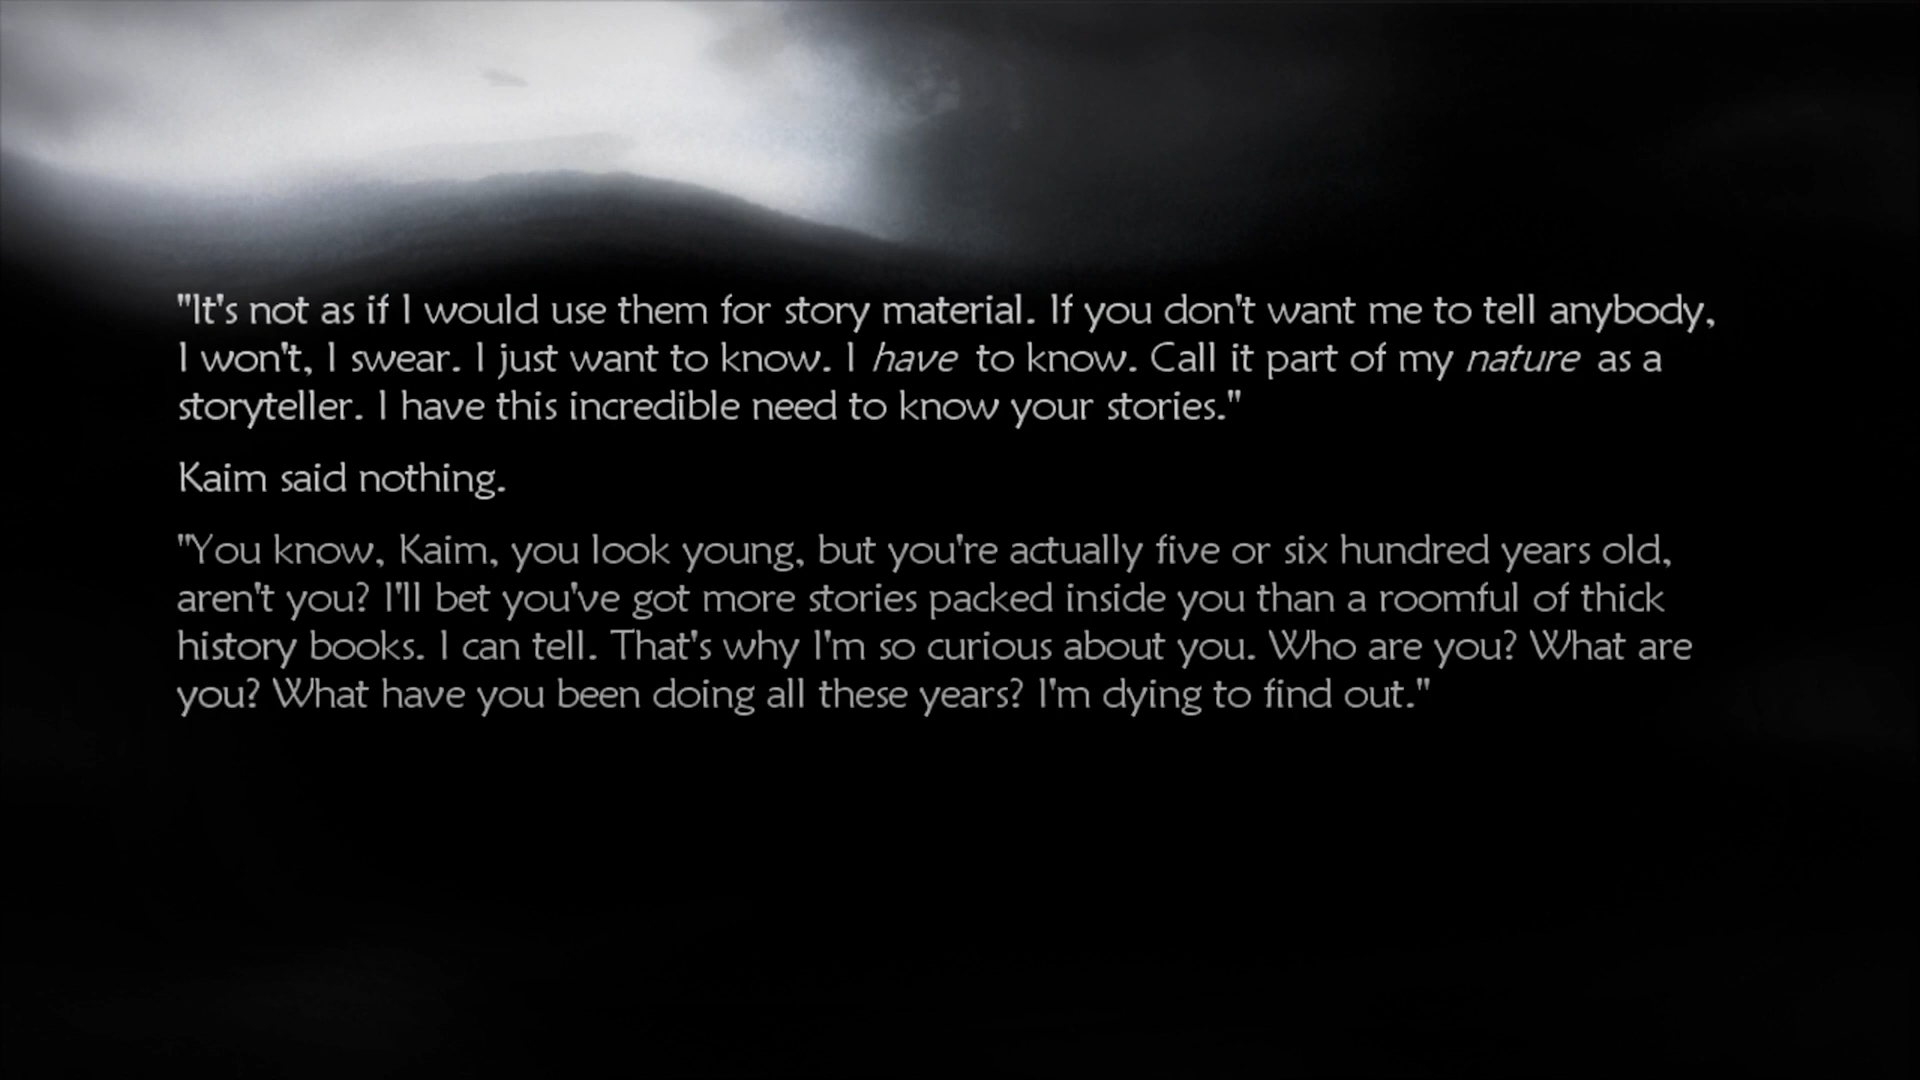 "It's not as if I would use them for story material. If you don't want me to tell anybody,
I won't, I swear. I just want to know. I have to know. Call it part of my nature as a
storyteller. I have this incredible need to know your stories."
Kaim said nothing.
"You know, Kaim, you look young, but you're actually five or six hundred years old,
aren't you? I'll bet you've got more stories packed inside you than a roomful of thick
history books. I can tell. That's why I'm so curious about you. Who are you? What are
you? What have you been doing all these years? I'm dying to find out."